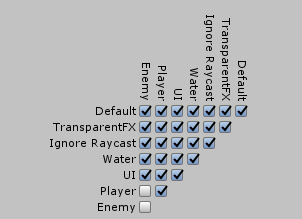 Enemy
Player
UI
Water
Ignore Raycast
TransparentFX
Default
Default
TransparentFX
Ignore Raycast
Water
UI
Player
Enemy